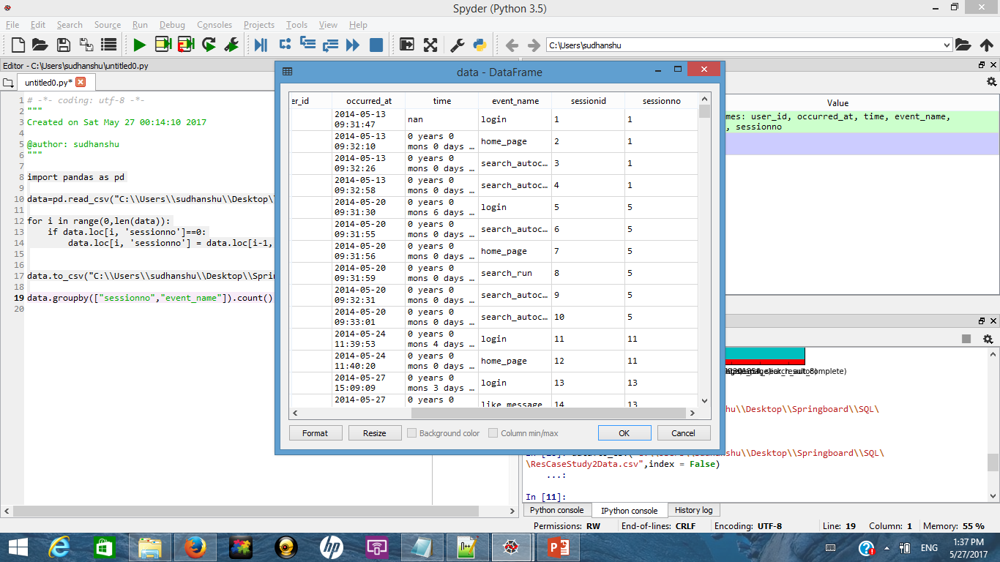 Spyder (Python 3.5)
File Edit Search Source Run Debug Consoles Projects Tools View Help
C:\Users\sudhanshu
Editor - C:\Users\sudhanshu\untitled0.py
untitled0.py*
1 # -*- coding: utf-8 -*-
2 """
3 Created on Sat May 27 00:14:10 2017
4
5 @author: sudhanshu
6 """
7
8 import pandas as pd
9
10 data=pd.read_csv("C:\\Users\\sudhanshu\\Desktop\
11
12 for i in range(0,len(data)):
13 if data.loc[i, 'sessionno']==0:
14 data.loc[i, 'sessionno'] = data.loc[i-1,
15
16
17 data.to_csv("C:\\Users\\sudhanshu\\Desktop\\Spri
18
19 data.groupby(["sessionno","event_name"]).count()
20
data - DataFrame
er_id occurred_at time event_name sessionid sessionno
2014-05-13
09:31:47 nan login 1 1
2014-05-13 0 years 0
09:32:10 mons 0 days … home_page 2 1
2014-05-13 0 years 0
09:32:26 mons 0 days … search_autoc… 3 1
2014-05-13 0 years 0
09:32:58 mons 0 days … search_autoc… 4 1
2014-05-20 0 years 0
09:31:30 mons 6 days … login 5 5
2014-05-20 0 years 0
09:31:55 mons 0 days … search_autoc… 6 5
2014-05-20 0 years 0
09:31:56 mons 0 days … home_page 7 5
2014-05-20 0 years 0
09:31:59 mons 0 days … search_run 8 5
2014-05-20 0 years 0
09:32:31 mons 0 days … search_autoc… 9 5
2014-05-20 0 years 0
09:33:01 mons 0 days … search_autoc… 10 5
2014-05-24 0 years 0
11:39:53 mons 4 days … login 11 11
2014-05-24 0 years 0
11:40:20 mons 0 days … home_page 12 11
2014-05-27 0 years 0
15:09:09 mons 3 days … login 13 13
2014-05-27 0 years 0
like_message 14 13
Format Resize Background color Column min/max OK Cancel
Value
mes: user_id, occurred_at, time, event_name,
, sessionno
hu\\Desktop\\Springboard\\SQL\
\\Desktop\\Springboard\\SQL\
\ResCaseStudy2Data.csv",index = False)
...:
In [11]:
Python console IPython console History log
Permissions: RW End-of-lines: CRLF Encoding: UTF-8 Line: 19 Column: 1 Memory: 55 %
hp
ENG
1:37 PM
5/27/2017